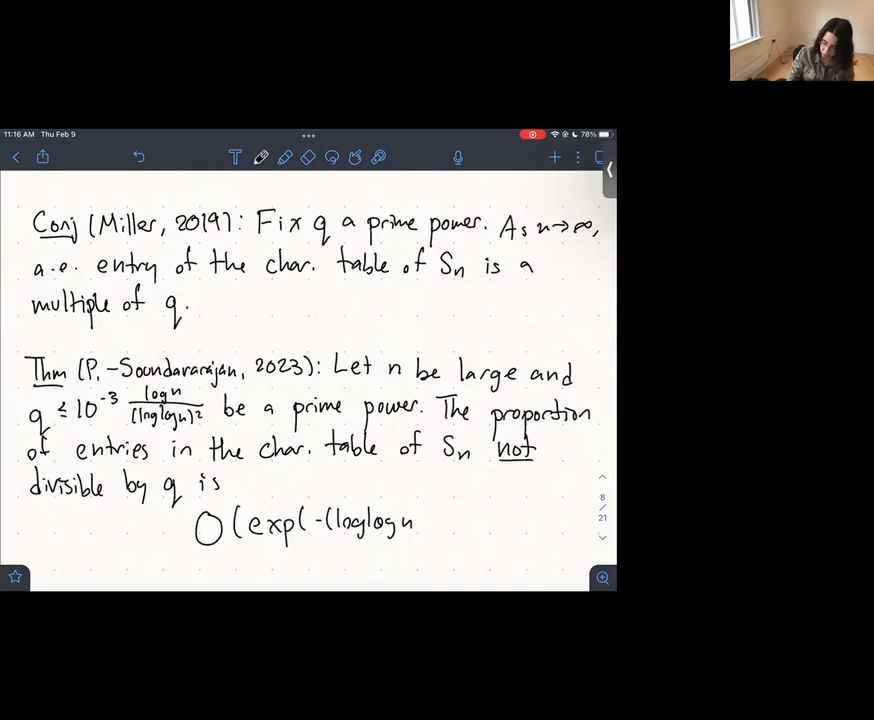 11:16 AM Thu Feb 9
78%
Conj (Miller, 2019): Fix q a prime power. As n→∞,
a.e. entry of the char. table of Sn is a
multiple of q.
Thm (P.-Soundararajan, 2023): Let n be large and
q ≤ 10^-3 log n / (log log n)^2 be a prime power. The proportion
of entries in the char. table of Sn not
divisible by q is
O(exp(-(loglog n
8
/
21